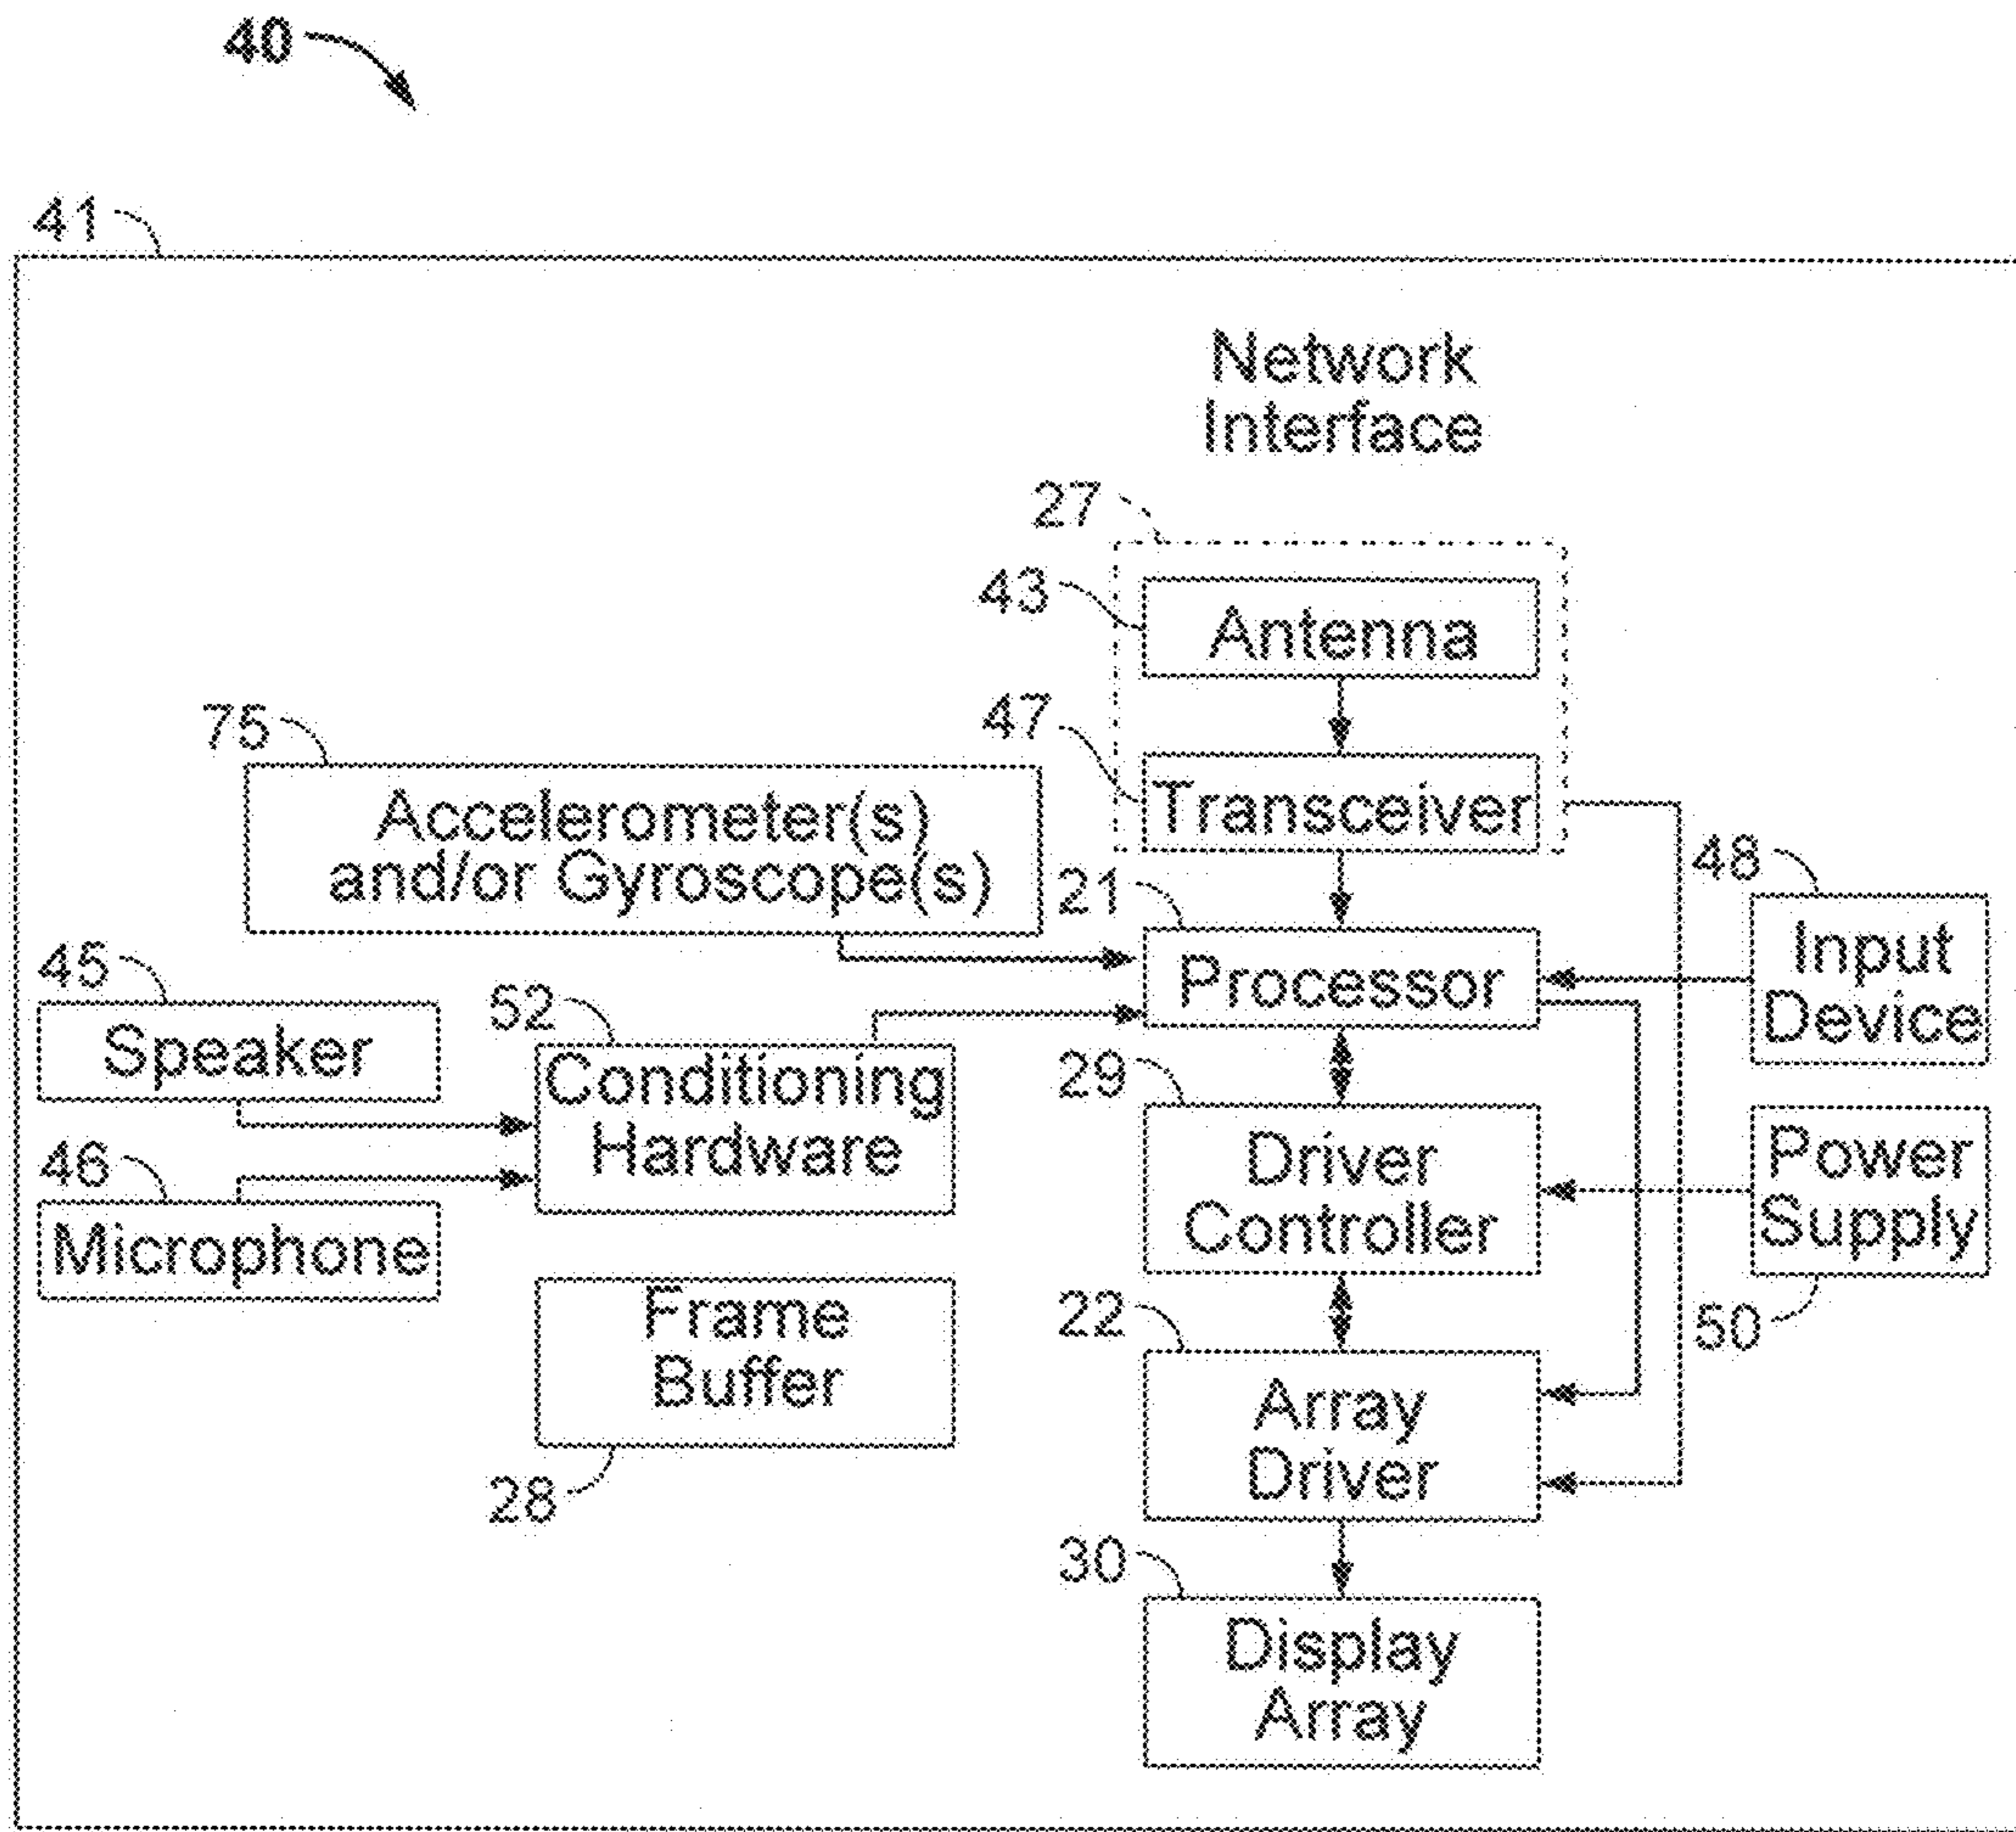 40
41
Network
Interface
27
43
Antenna
47
Transceiver
75
Accelerometer(s)
and/or Gyroscope(s)
21
Processor
48
Input
Device
45
Speaker
52
Conditioning
Hardware
29
Driver
Controller
Power
Supply
50
46
Microphone
Frame
Buffer
28
22
Array
Driver
30
Display
Array